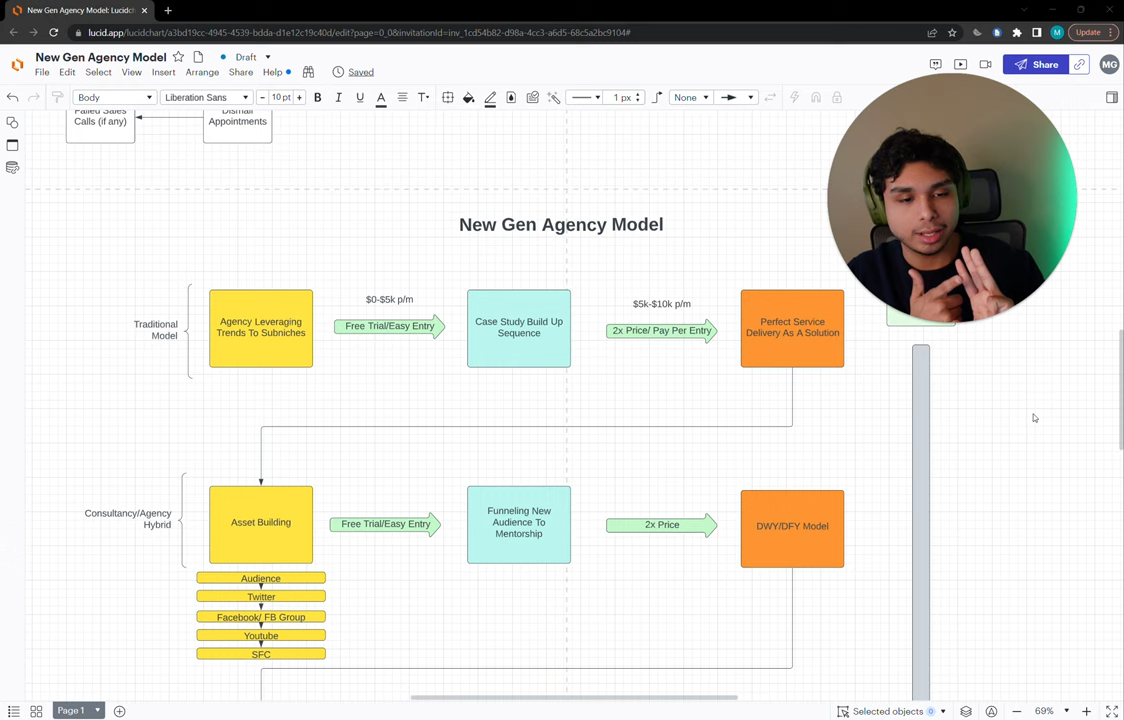 New Gen Agency Model: Lucidch
lucid.app/lucidchart/a3bd19cc-4945-4539-bdda-d1e12c19c40d/edit?page=0_0&invitationId=inv_1cd54b82-d98a-4cc3-a6d5-68c5a2bc9104#
M
Update
New Gen Agency Model
Draft
File Edit Select View Insert Arrange Share Help
Saved
Share
MG
Body
Liberation Sans
10 pt
B I U A T
1 px
None
Calls (if any)
Appointments
New Gen Agency Model
Traditional
Model
Agency Leveraging
Trends To Subniches
$0-$5k p/m
Free Trial/Easy Entry
Case Study Build Up
Sequence
$5k-$10k p/m
2x Price/ Pay Per Entry
Perfect Service
Delivery As A Solution
Consultancy/Agency
Hybrid
Asset Building
Free Trial/Easy Entry
Funneling New
Audience To
Mentorship
2x Price
DWY/DFY Model
Audience
Twitter
Facebook/ FB Group
Youtube
SFC
Page 1
Selected objects 0
69%